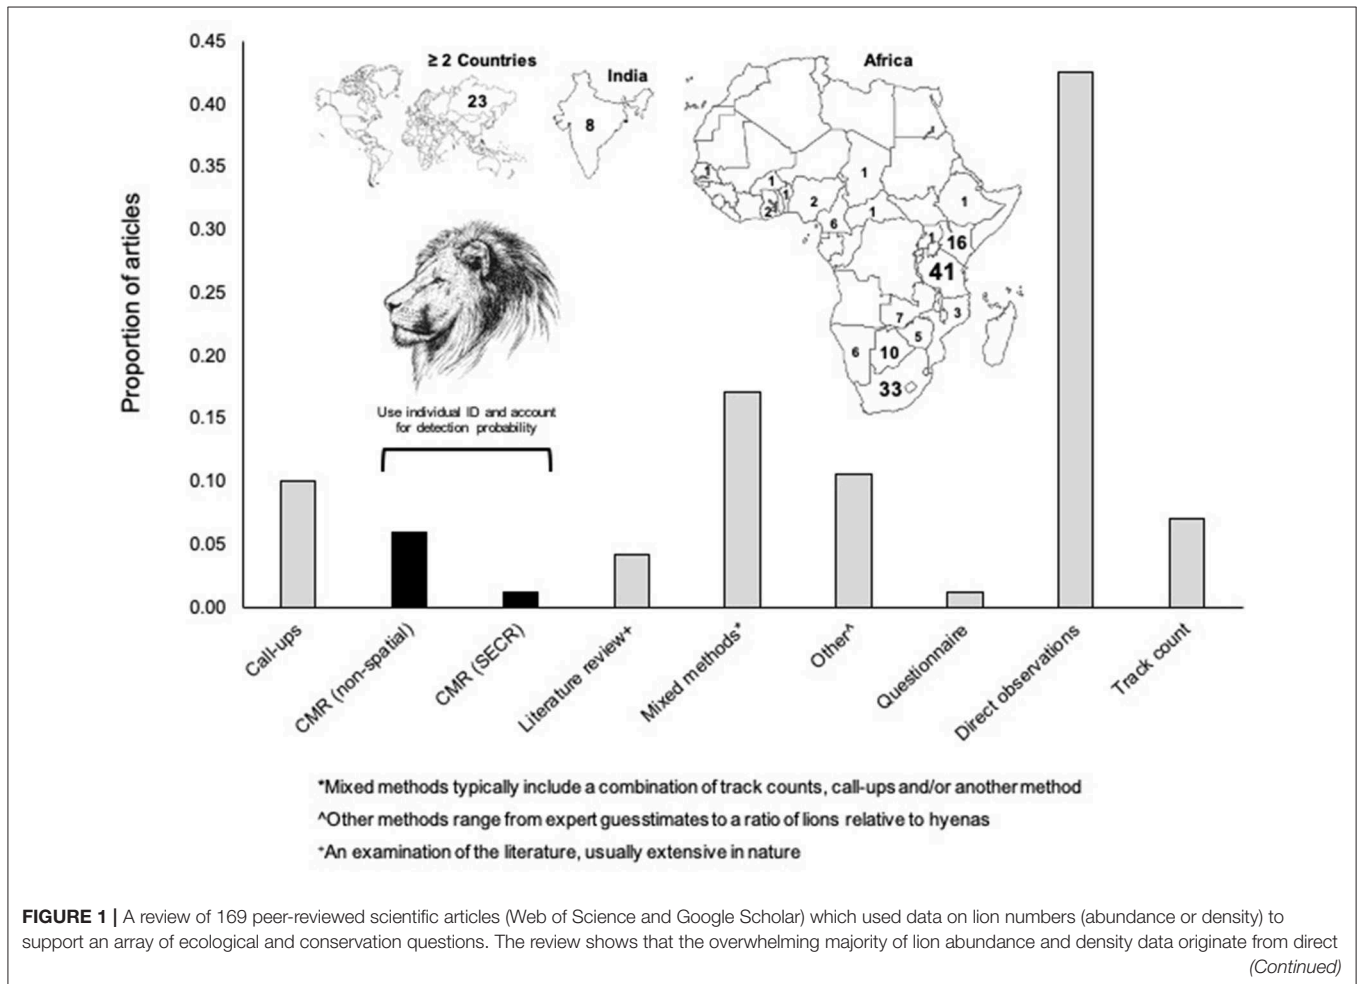 0.45
0.40
0.35
0.30
0.25
0.20
0.15
0.10
0.05
0.00
Proportion of articles
≥ 2 Countries
23
India
8
Africa
1
1
1
2
2
6
1
1
1
1
16
41
7
3
5
6
10
33
Use individual ID and account
for detection probability
Call-ups
CMR (non-spatial)
CMR (SECR)
Literature review+
Mixed methods*
Other^
Questionnaire
Direct observations
Track count
*Mixed methods typically include a combination of track counts, call-ups and/or another method
^Other methods range from expert guesstimates to a ratio of lions relative to hyenas
+An examination of the literature, usually extensive in nature
FIGURE 1 | A review of 169 peer-reviewed scientific articles (Web of Science and Google Scholar) which used data on lion numbers (abundance or density) to
support an array of ecological and conservation questions. The review shows that the overwhelming majority of lion abundance and density data originate from direct
(Continued)